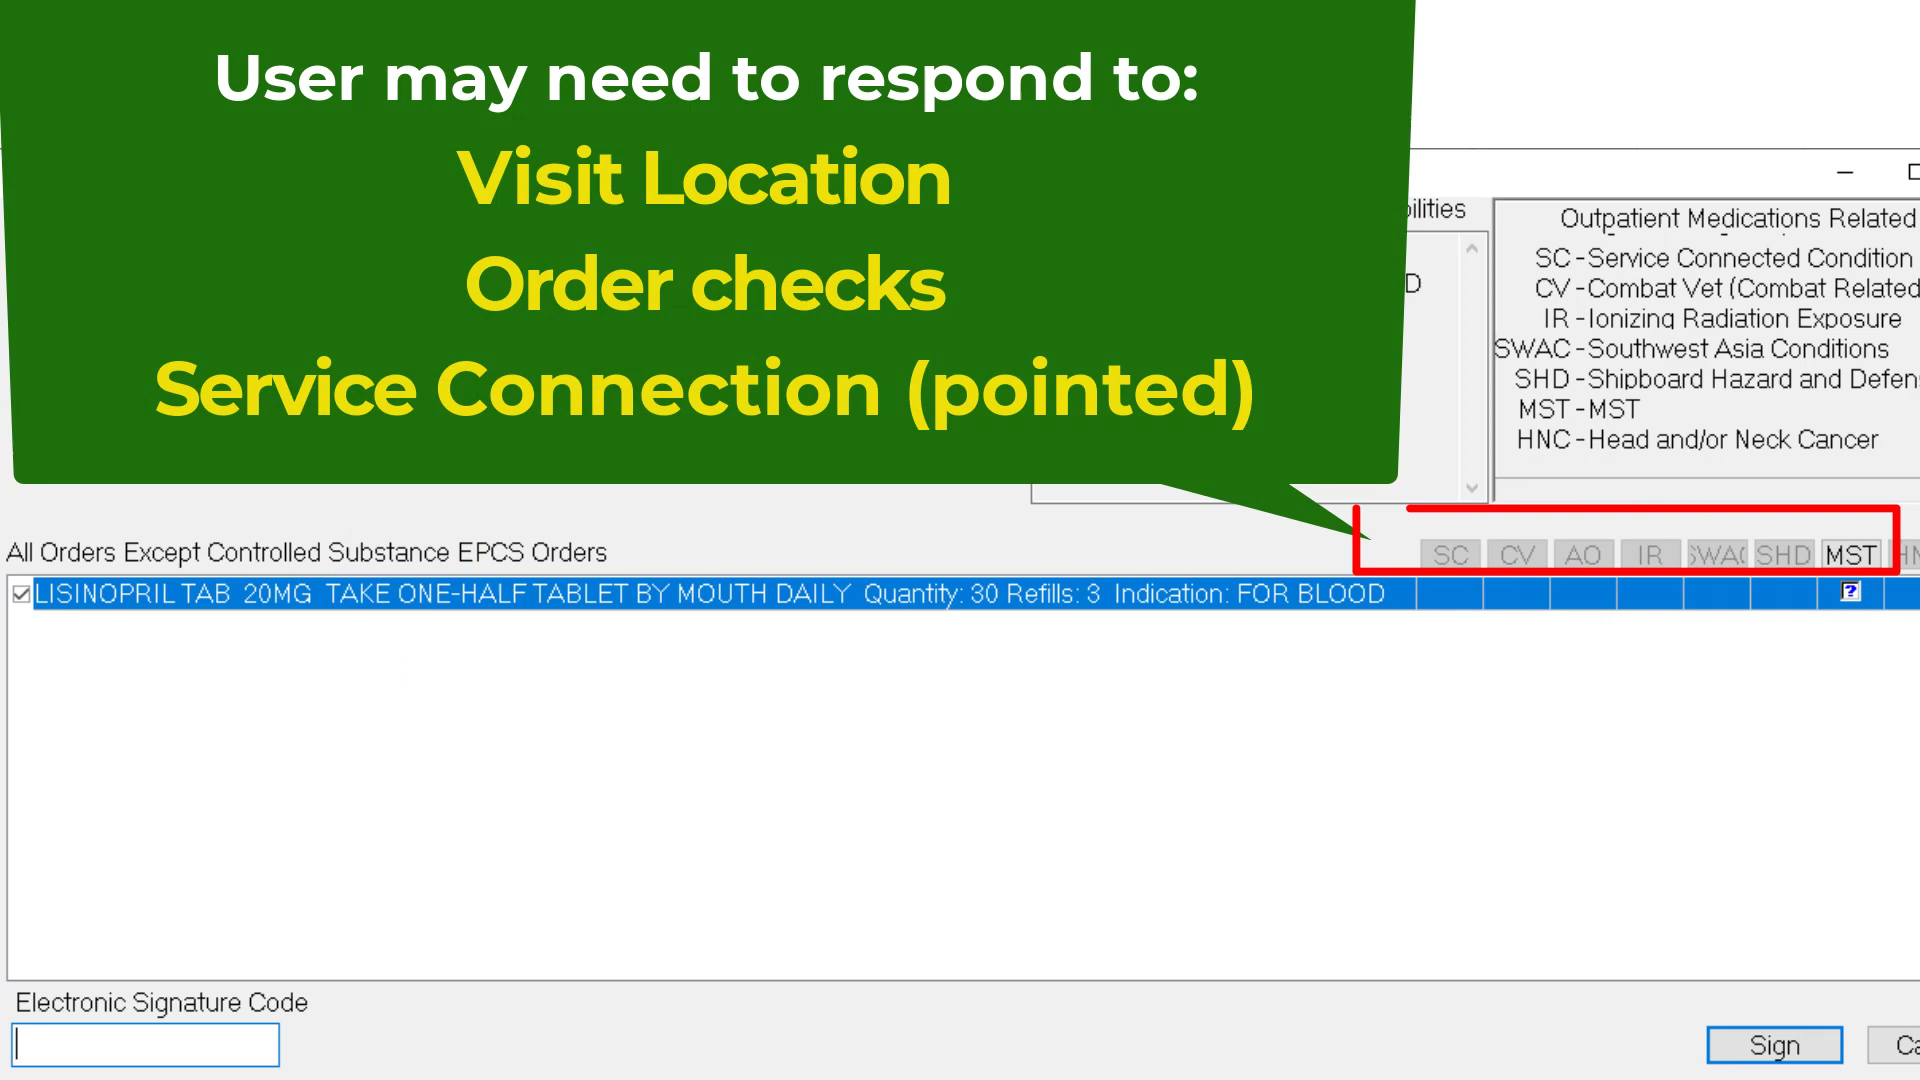 User may need to respond to:
Visit Location
Order checks
Service Connection (pointed)
Outpatient Medications Related
SC - Service Connected Condition
CV - Combat Vet (Combat Related
IR - Ionizing Radiation Exposure
SWAC - Southwest Asia Conditions
SHD - Shipboard Hazard and Defen
MST - MST
HNC - Head and/or Neck Cancer
All Orders Except Controlled Substance EPCS Orders
SC CV AO IR SWAC SHD MST
LISINOPRIL TAB 20MG TAKE ONE-HALF TABLET BY MOUTH DAILY Quantity: 30 Refills: 3 Indication: FOR BLOOD
?
Electronic Signature Code
Sign